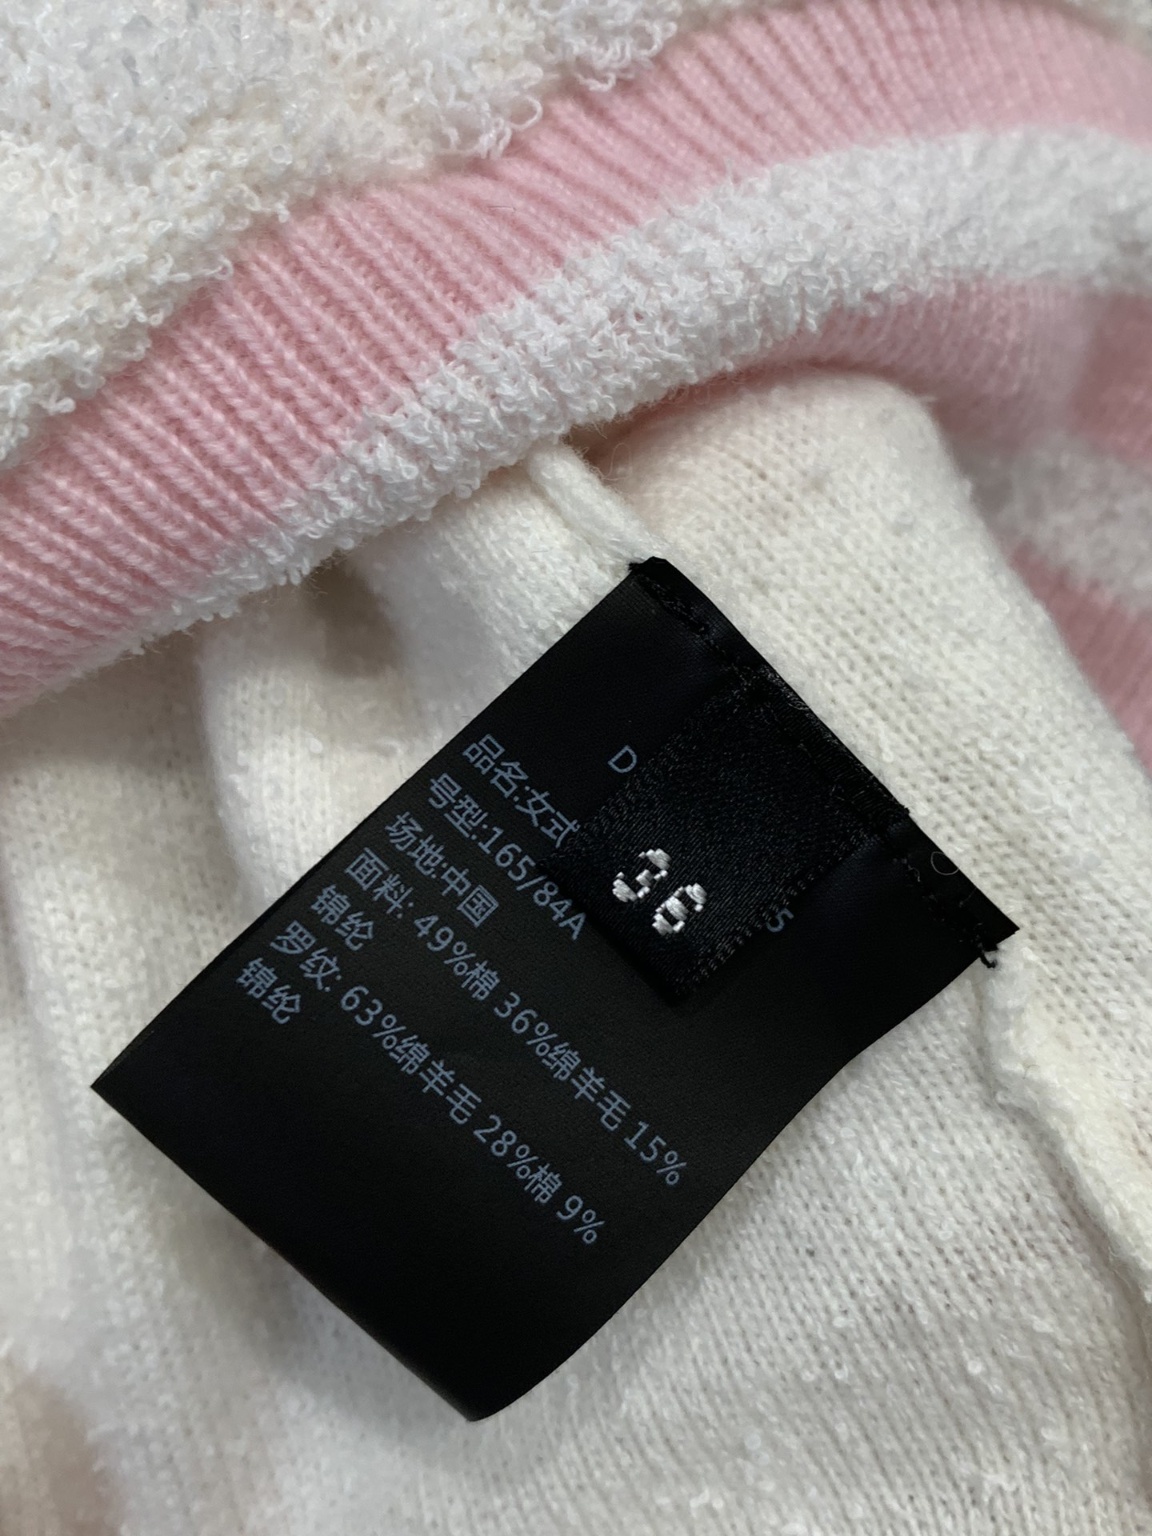 D
S
36
品名:女式
号型:165/84A
场地:中国
面料: 49%棉 36%绵羊毛 15%
锦纶
罗纹: 63%绵羊毛 28%棉 9%
锦纶